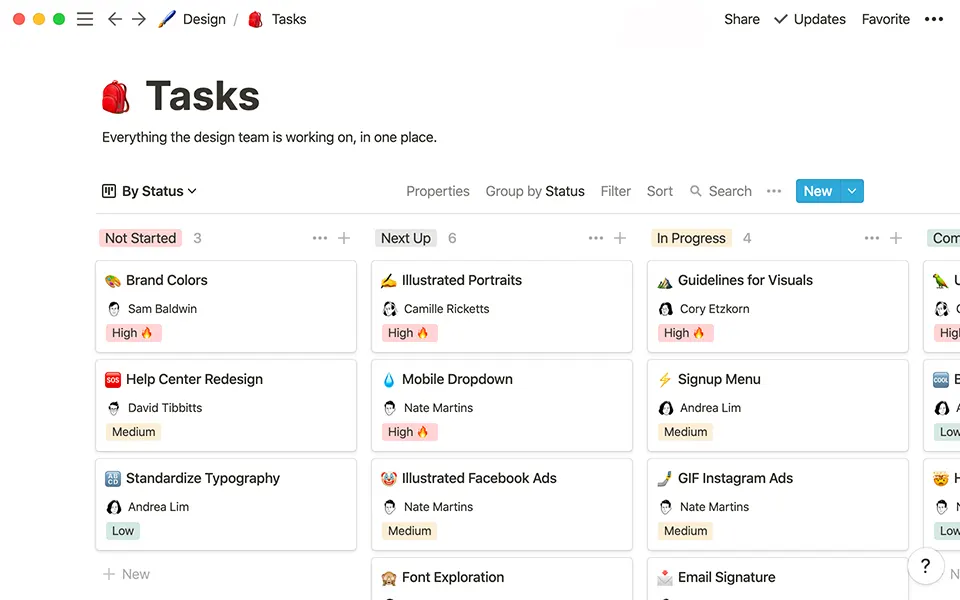 Design / Tasks Share Updates Favorite
Tasks
Everything the design team is working on, in one place.
By Status Properties Group by Status Filter Sort Search New
Not Started 3
Brand Colors
Sam Baldwin
High
Help Center Redesign
David Tibbitts
Medium
Standardize Typography
Andrea Lim
Low
New
Next Up 6
Illustrated Portraits
Camille Ricketts
High
Mobile Dropdown
Nate Martins
High
Illustrated Facebook Ads
Nate Martins
Medium
Font Exploration
In Progress 4
Guidelines for Visuals
Cory Etzkorn
High
Signup Menu
Andrea Lim
Medium
GIF Instagram Ads
Nate Martins
Medium
Email Signature
Com
High
Low
Low
?